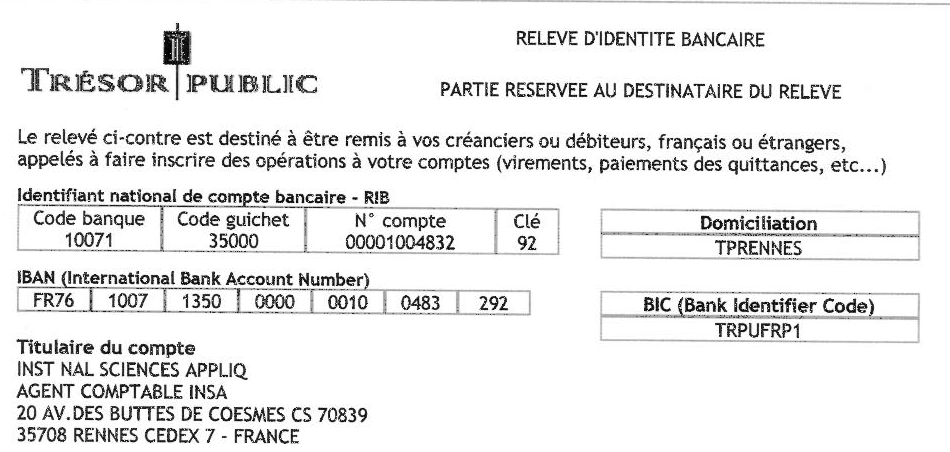 TRÉSOR PUBLIC
RELEVE D'IDENTITE BANCAIRE
PARTIE RESERVEE AU DESTINATAIRE DU RELEVE
Le relevé ci-contre est destiné à être remis à vos créanciers ou débiteurs, français ou étrangers,
appelés à faire inscrire des opérations à votre comptes (virements, paiements des quittances, etc...)
Identifiant national de compte bancaire - RIB
Code banque Code guichet N° compte Clé
10071 35000 00001004832 92
Domiciliation
TPRENNES
IBAN (International Bank Account Number)
FR76 1007 1350 0000 0010 0483 292
BIC (Bank Identifier Code)
TRPUFRP1
Titulaire du compte
INST NAL SCIENCES APPLIQ
AGENT COMPTABLE INSA
20 AV.DES BUTTES DE COESMES CS 70839
35708 RENNES CEDEX 7 - FRANCE